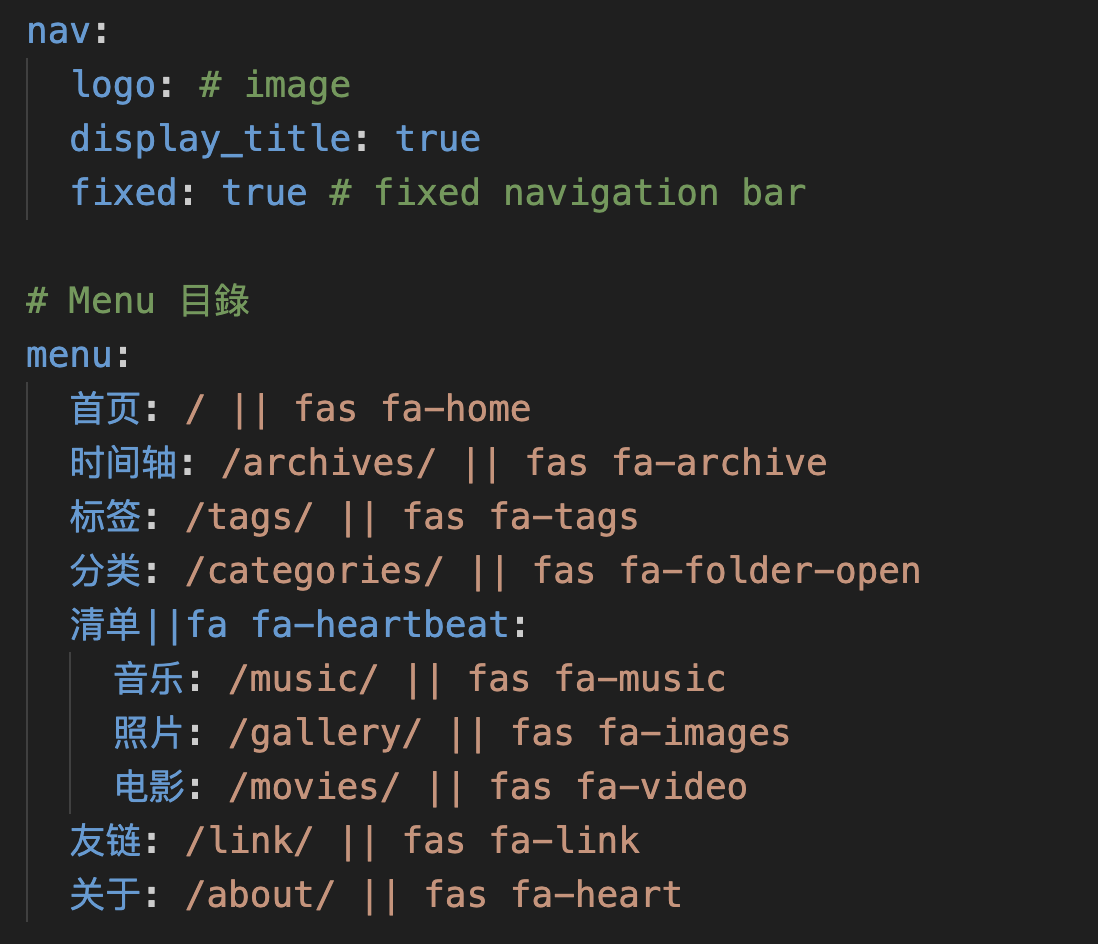 nav:
  logo: # image
  display_title: true
  fixed: true # fixed navigation bar

# Menu 目錄
menu:
  首页: / || fas fa-home
  时间轴: /archives/ || fas fa-archive
  标签: /tags/ || fas fa-tags
  分类: /categories/ || fas fa-folder-open
  清单||fa fa-heartbeat:
    音乐: /music/ || fas fa-music
    照片: /gallery/ || fas fa-images
    电影: /movies/ || fas fa-video
  友链: /link/ || fas fa-link
  关于: /about/ || fas fa-heart